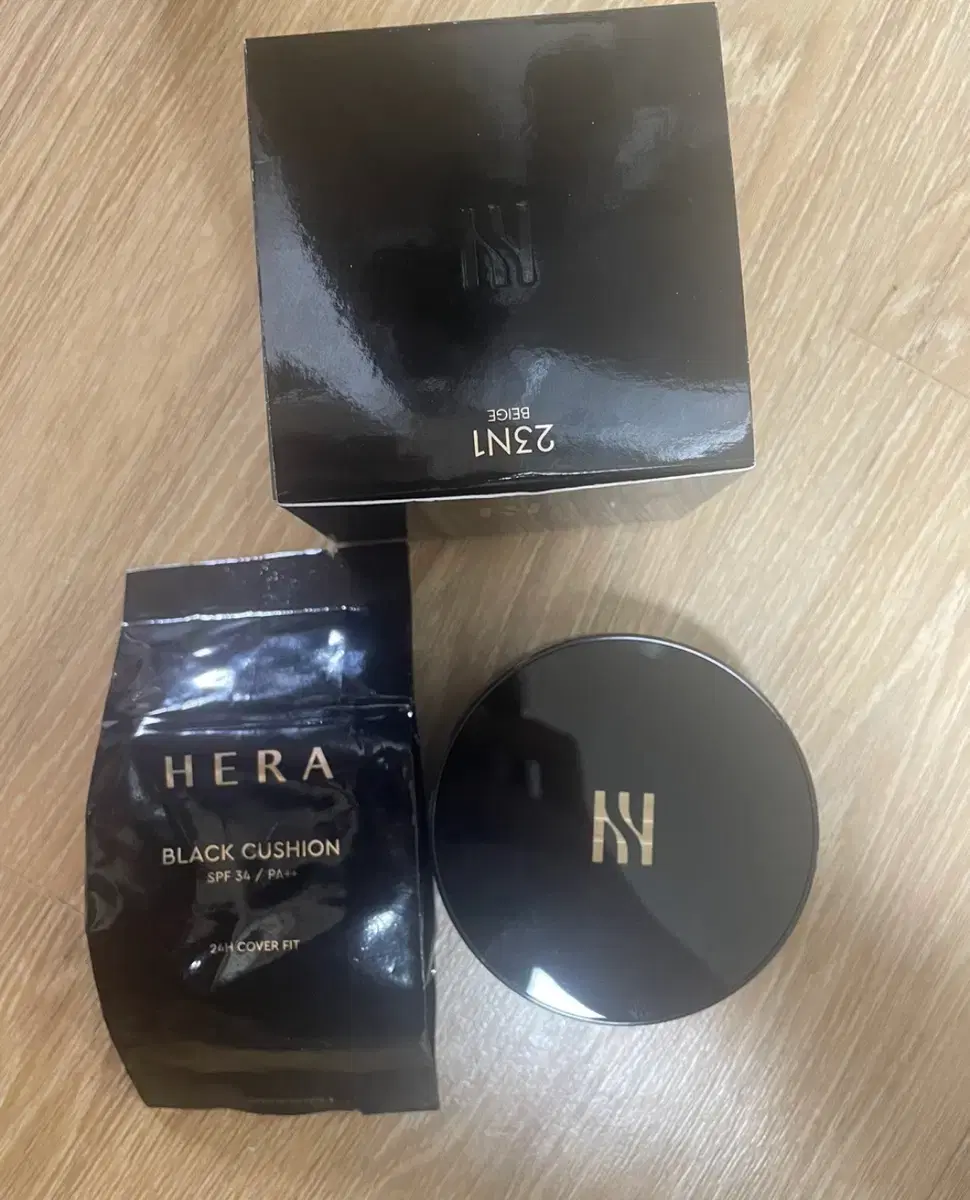 23N1
BEIGE
HERA
BLACK CUSHION
SPF 34 / PA++
24H COVER FIT